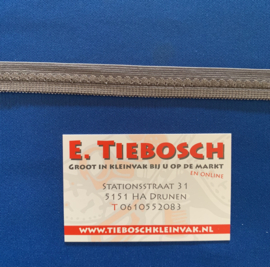 E. TIEBOSCH
GROOT IN KLEINVAK BIJ U OP DE MARKT
EN ONLINE
STATIONSSTRAAT 31
5151 HA DRUNEN
T 0610552083
WWW.TIEBOSCHKLEINVAK.NL